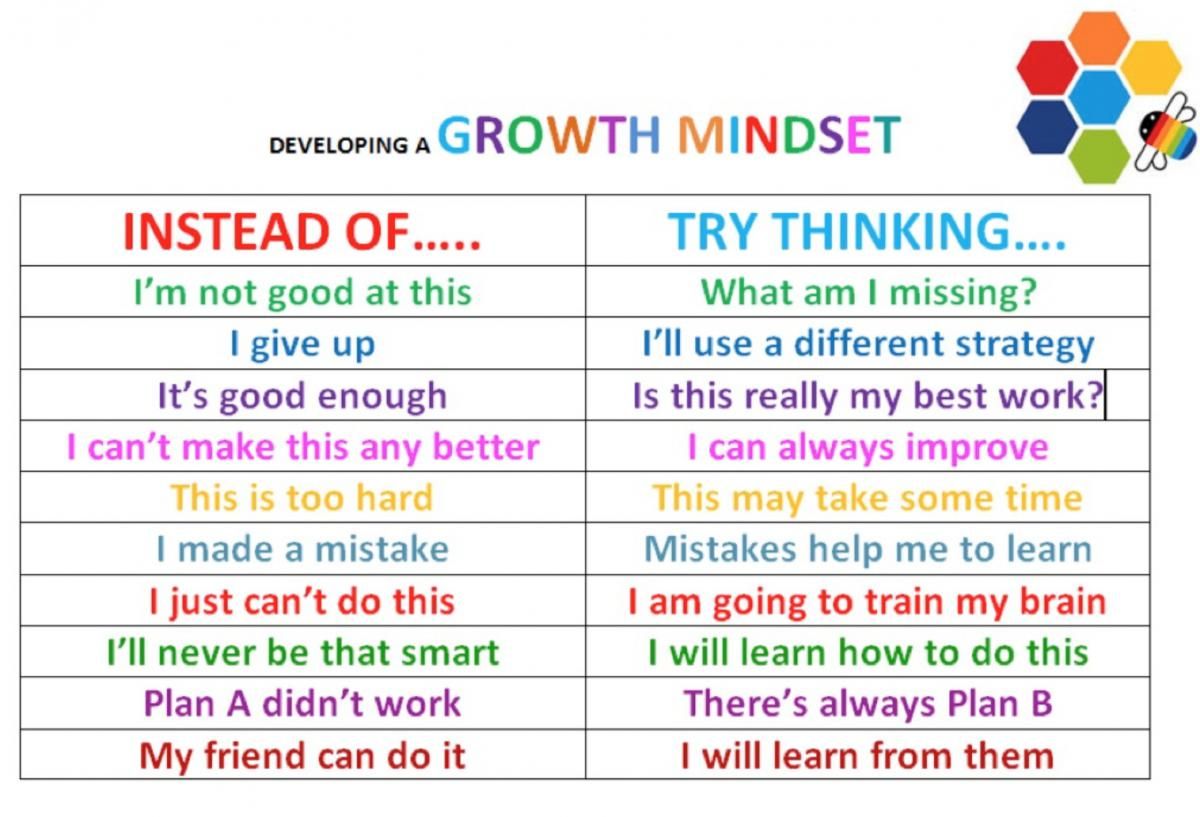 DEVELOPING A GROWTH MINDSET
INSTEAD OF.....
TRY THINKING....
I’m not good at this
What am I missing?
I give up
I’ll use a different strategy
It’s good enough
Is this really my best work?
I can’t make this any better
I can always improve
This is too hard
This may take some time
I made a mistake
Mistakes help me to learn
I just can’t do this
I am going to train my brain
I’ll never be that smart
I will learn how to do this
Plan A didn’t work
There’s always Plan B
My friend can do it
I will learn from them